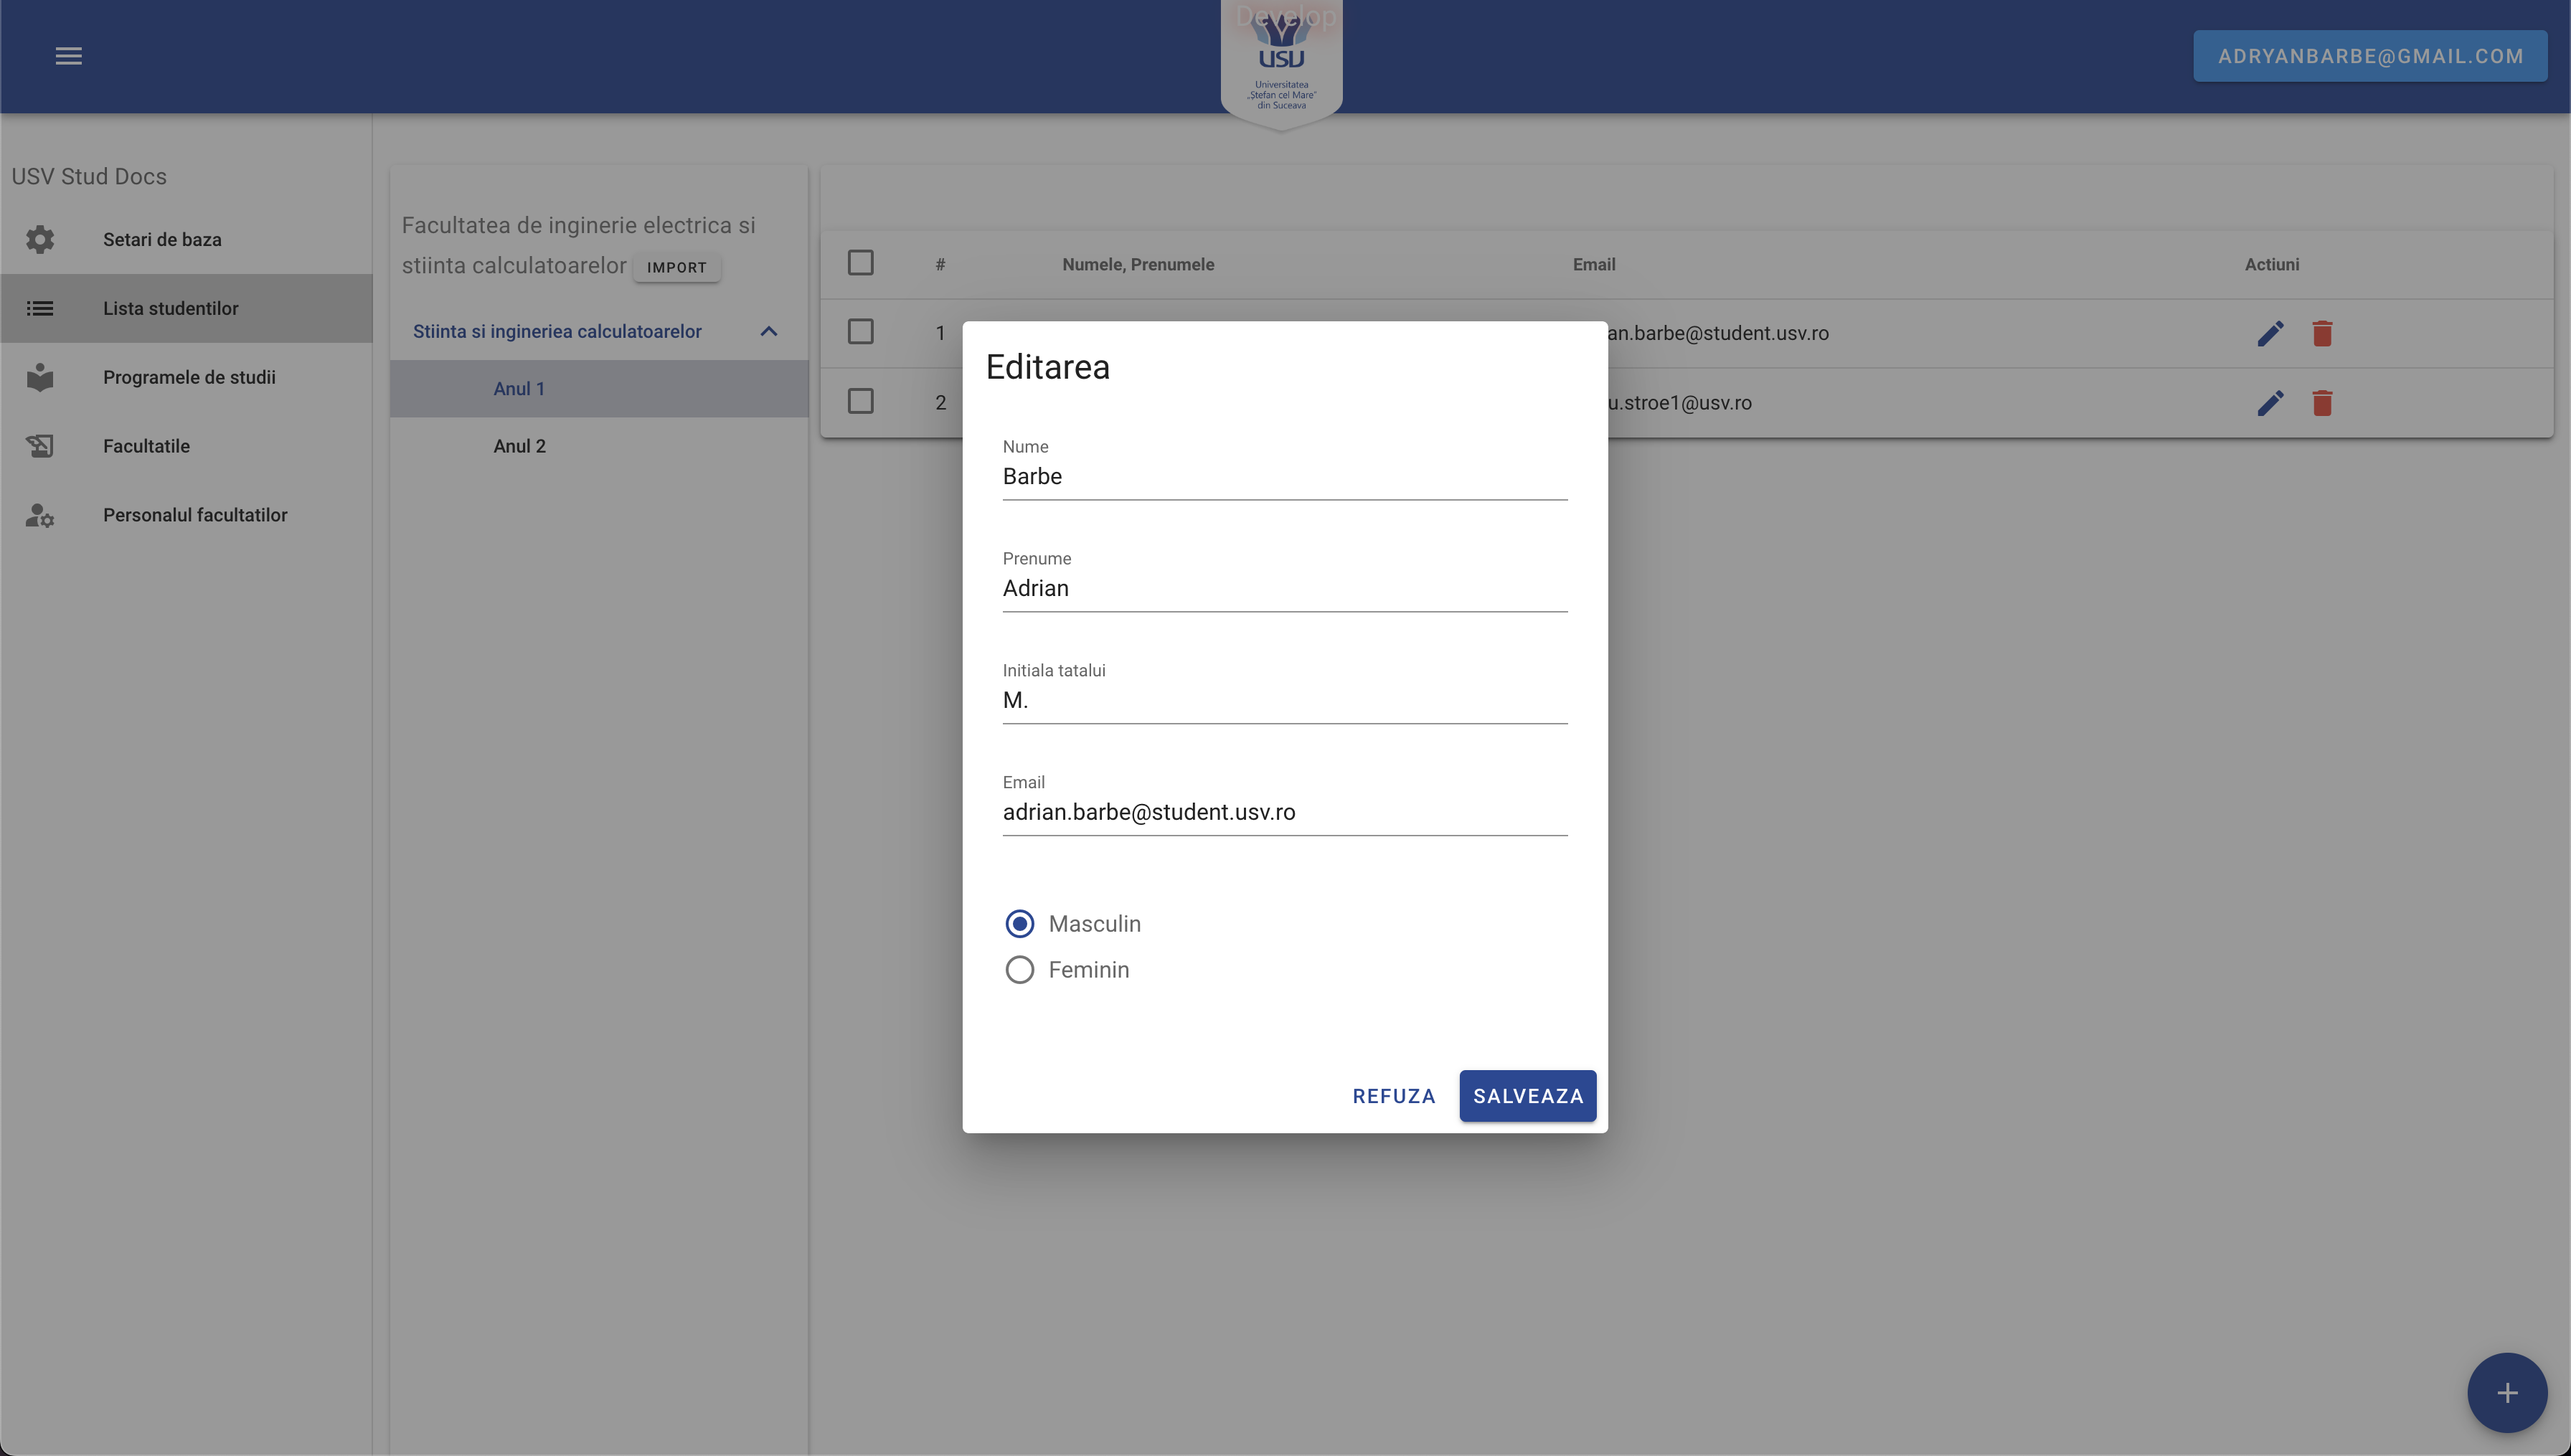 Develop
USV
Universitatea
„Ștefan cel Mare"
din Suceava
ADRYANBARBE@GMAIL.COM
USV Stud Docs
Setari de baza
Lista studentilor
Programele de studii
Facultatile
Personalul facultatilor
Facultatea de inginerie electrica si
stiinta calculatoarelor IMPORT
Stiinta si ingineriea calculatoarelor
Anul 1
Anul 2
# Numele, Prenumele Email Actiuni
1 an.barbe@student.usv.ro
2 u.stroe1@usv.ro
Editarea
Nume
Barbe
Prenume
Adrian
Initiala tatalui
M.
Email
adrian.barbe@student.usv.ro
Masculin
Feminin
REFUZA SALVEAZA